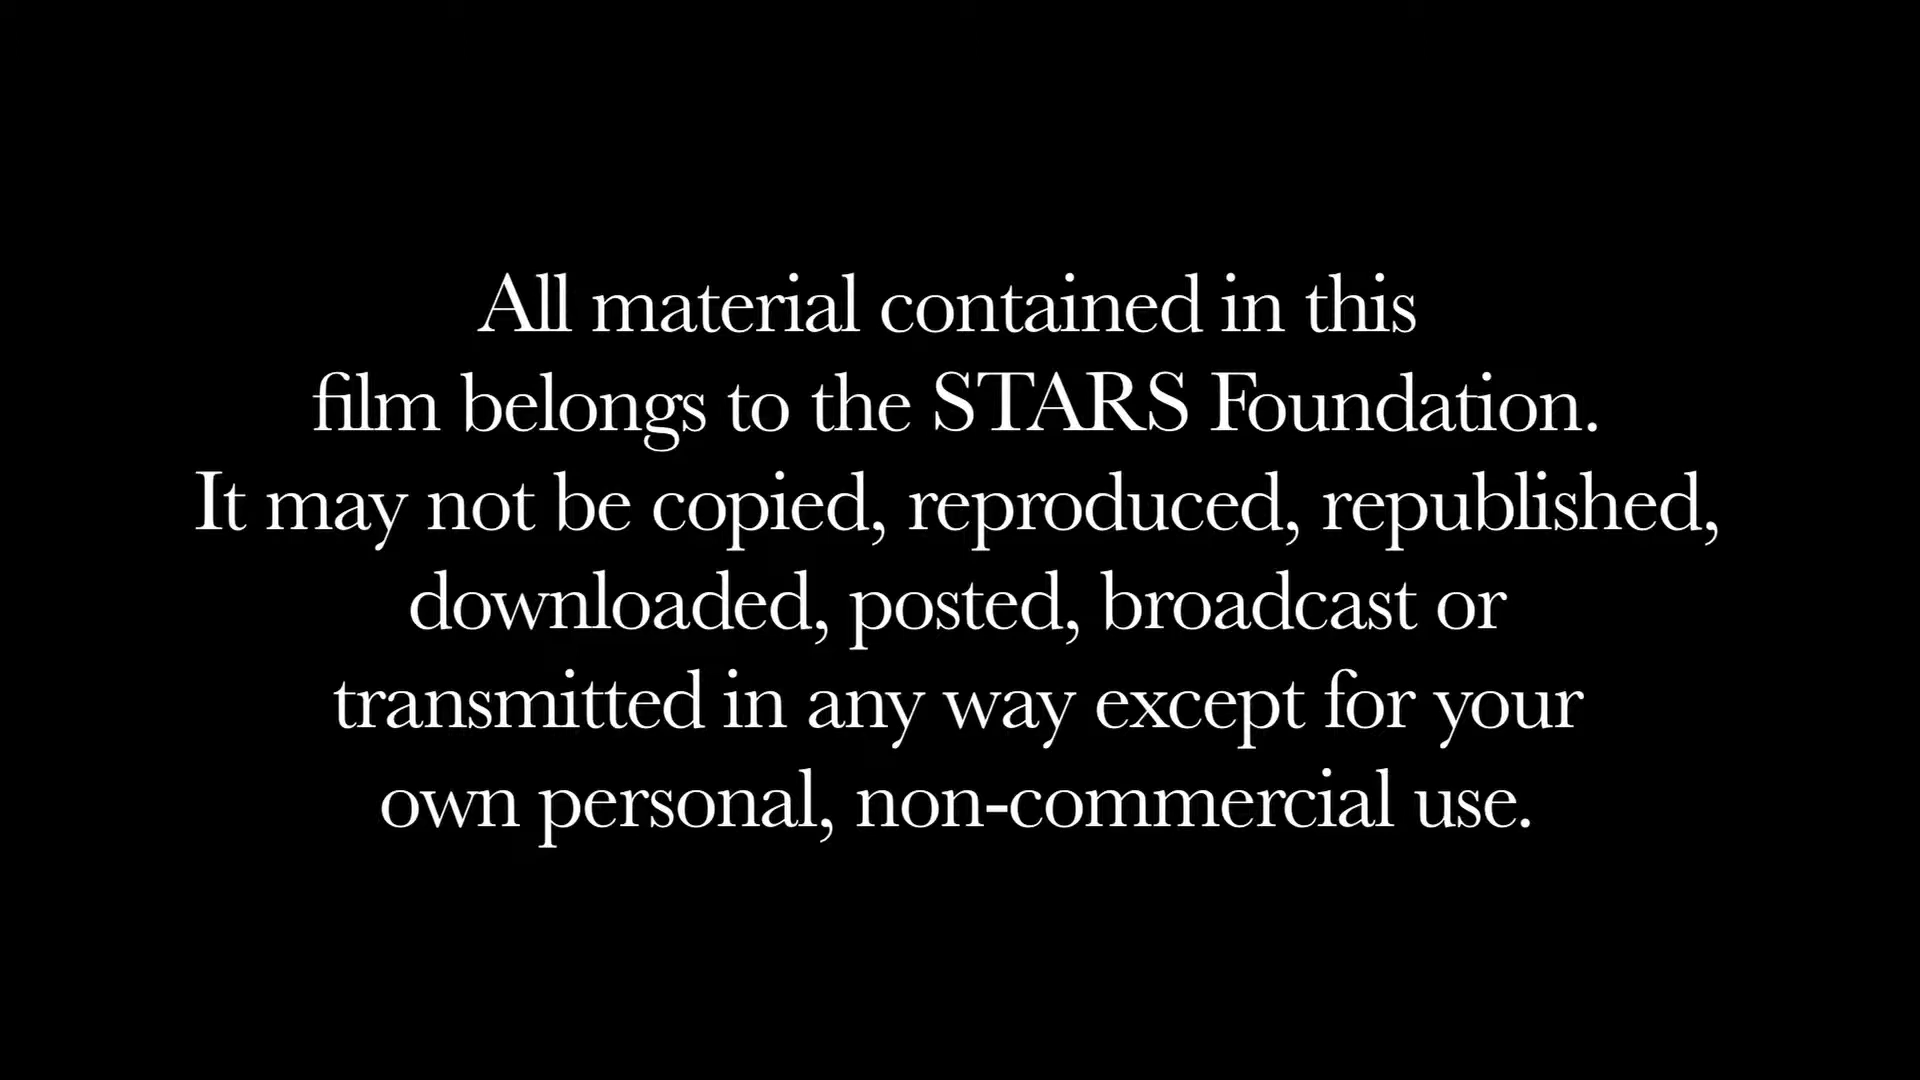 All material contained in this
film belongs to the STARS Foundation.
It may not be copied, reproduced, republished,
downloaded, posted, broadcast or
transmitted in any way except for your
own personal, non-commercial use.